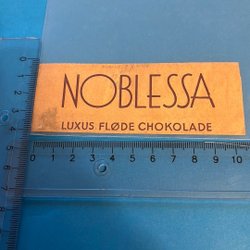 NOBLESSA
LUXUS FLØDE CHOKOLADE
0 1 2 3 4 5 6 7 8 9 10